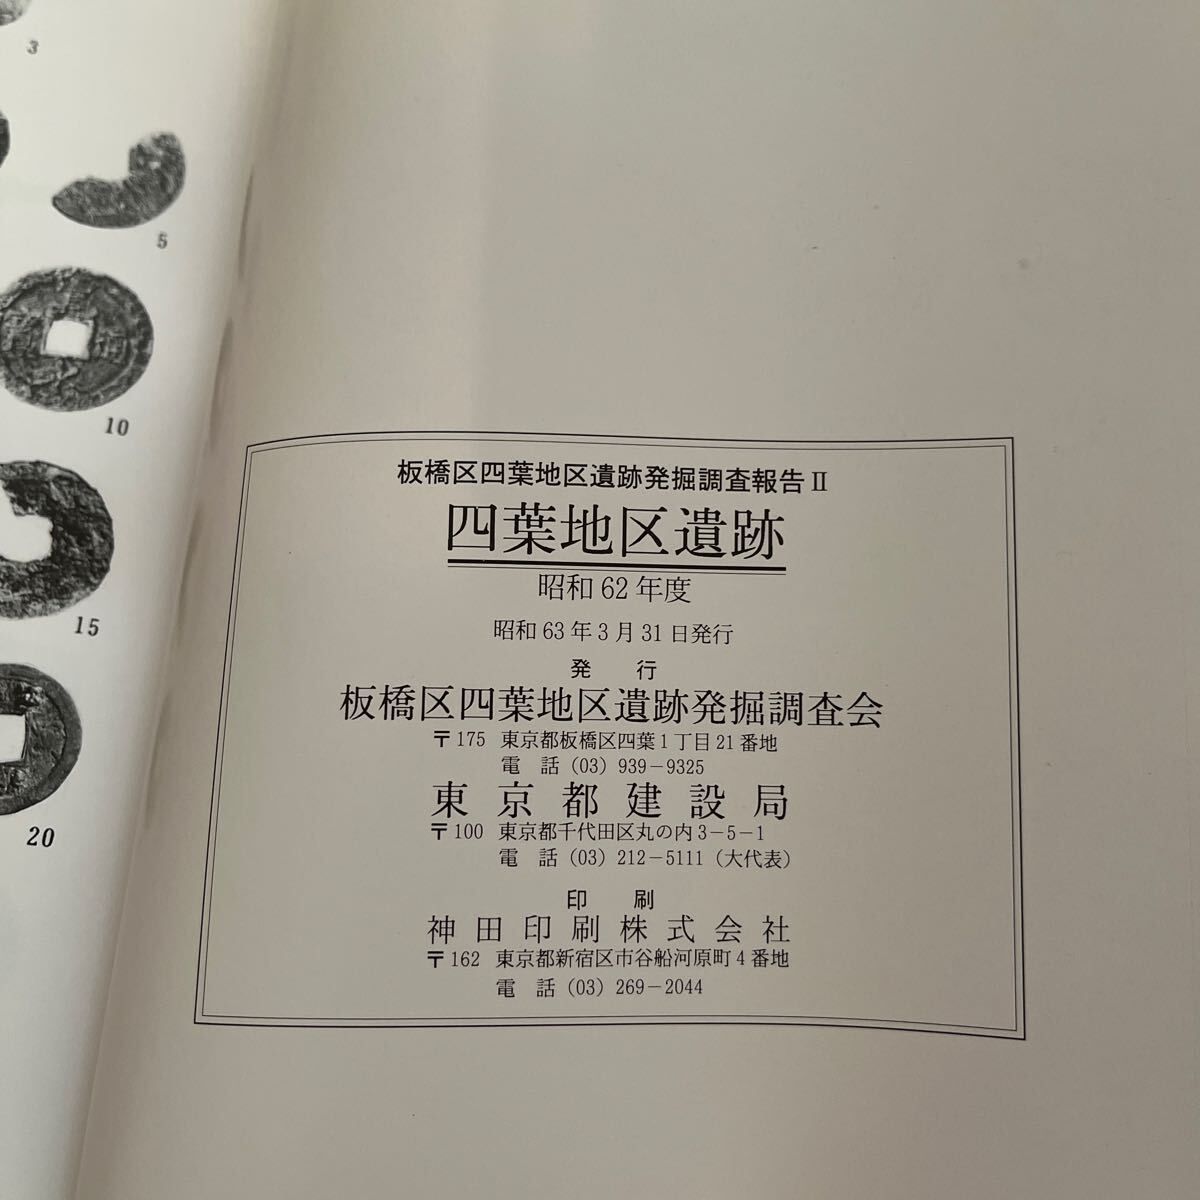 3
5
10
15
20
板橋区四葉地区遺跡発掘調査報告Ⅱ
四葉地区遺跡
昭和62年度
昭和63年3月31日発行
発　行
板橋区四葉地区遺跡発掘調査会
〒175 東京都板橋区四葉1丁目21番地
電　話 (03) 939-9325
東京都建設局
〒100 東京都千代田区丸の内3-5-1
電　話 (03) 212-5111 (大代表)
印　刷
神田印刷株式会社
〒162 東京都新宿区市谷船河原町4番地
電　話 (03) 269-2044